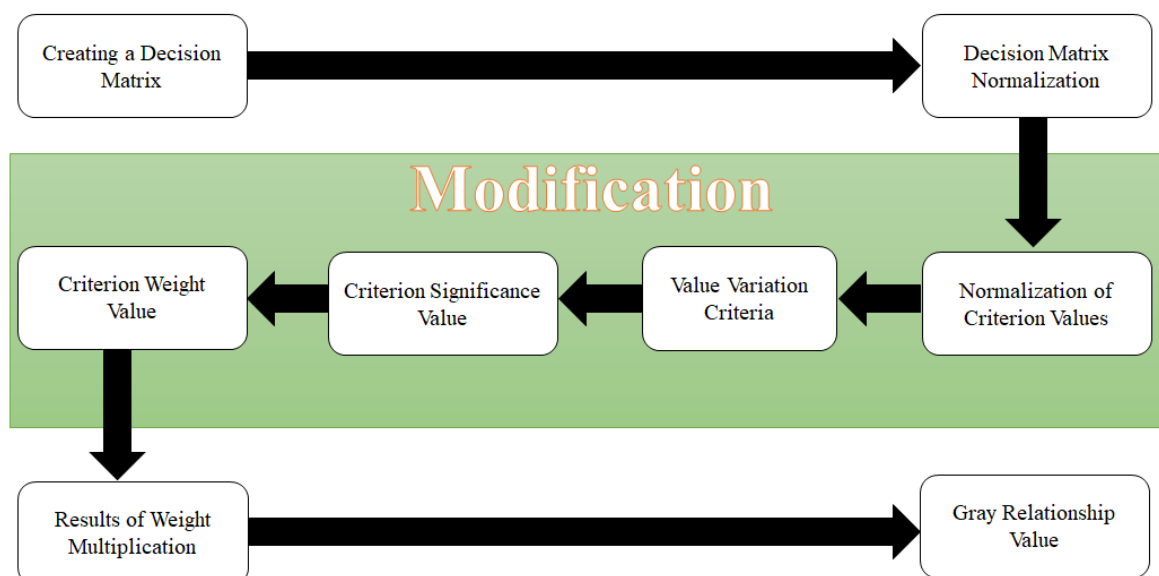 Creating a Decision
Matrix
Decision Matrix
Normalization
Modification
Criterion Weight
Value
Criterion Significance
Value
Value Variation
Criteria
Normalization of
Criterion Values
Results of Weight
Multiplication
Gray Relationship
Value